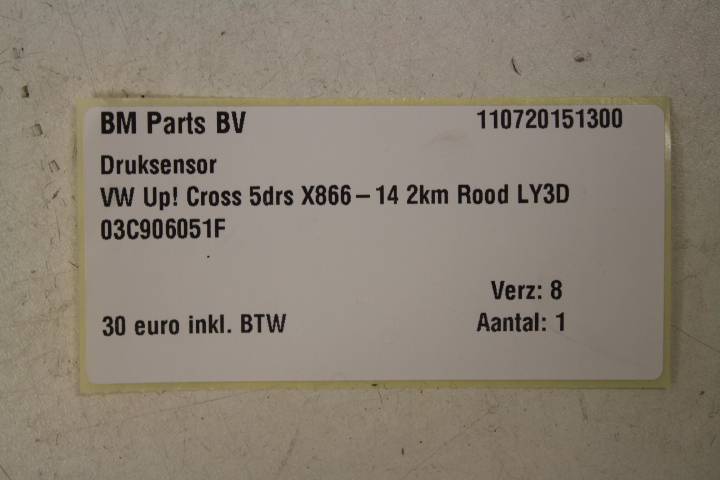 BM Parts BV 110720151300
Druksensor
VW Up! Cross 5drs X866-14 2km Rood LY3D
03C906051F
Verz: 8
30 euro inkl. BTW Aantal: 1